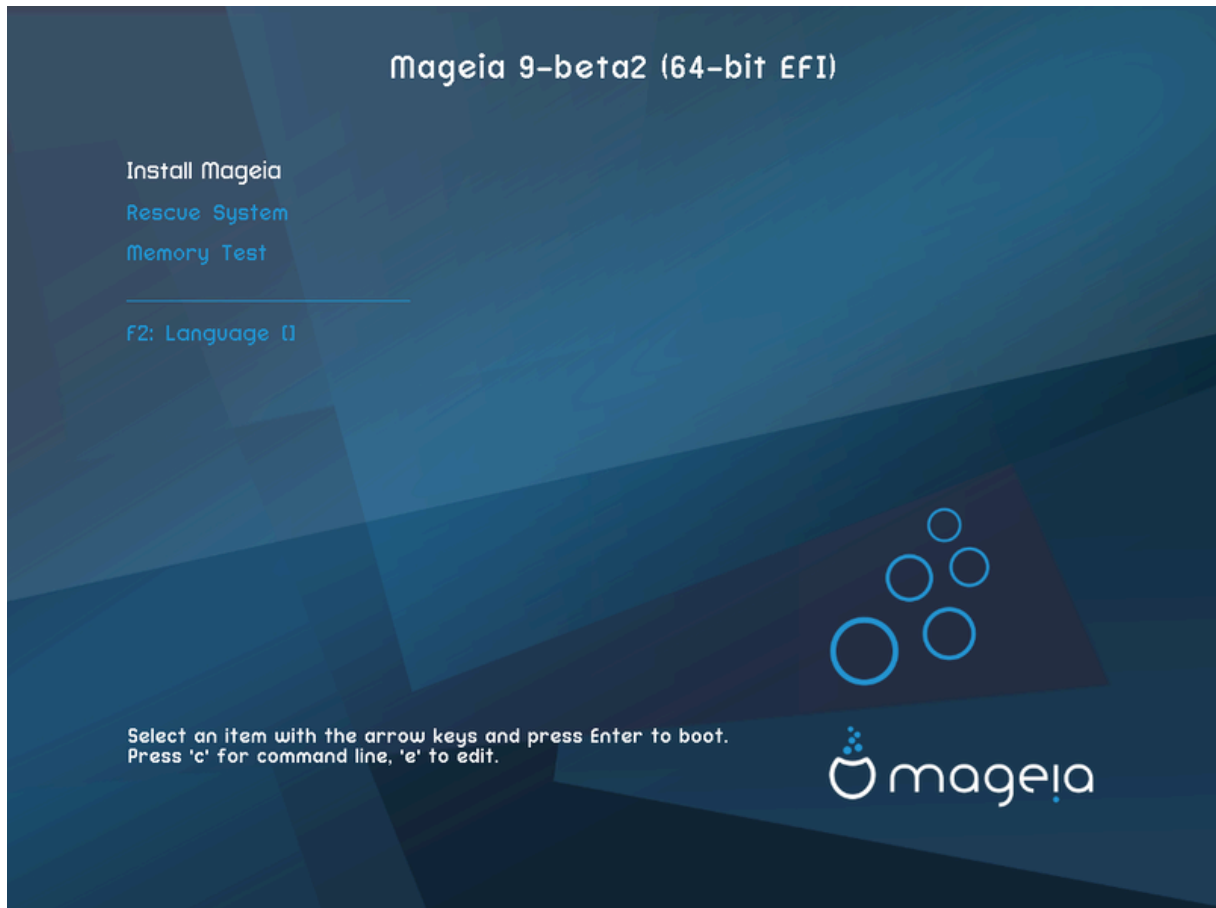 Mageia 9-beta2 (64-bit EFI)
Install Mageia
Rescue System
Memory Test
F2: Language []
Select an item with the arrow keys and press Enter to boot.
Press 'c' for command line, 'e' to edit.
mageia